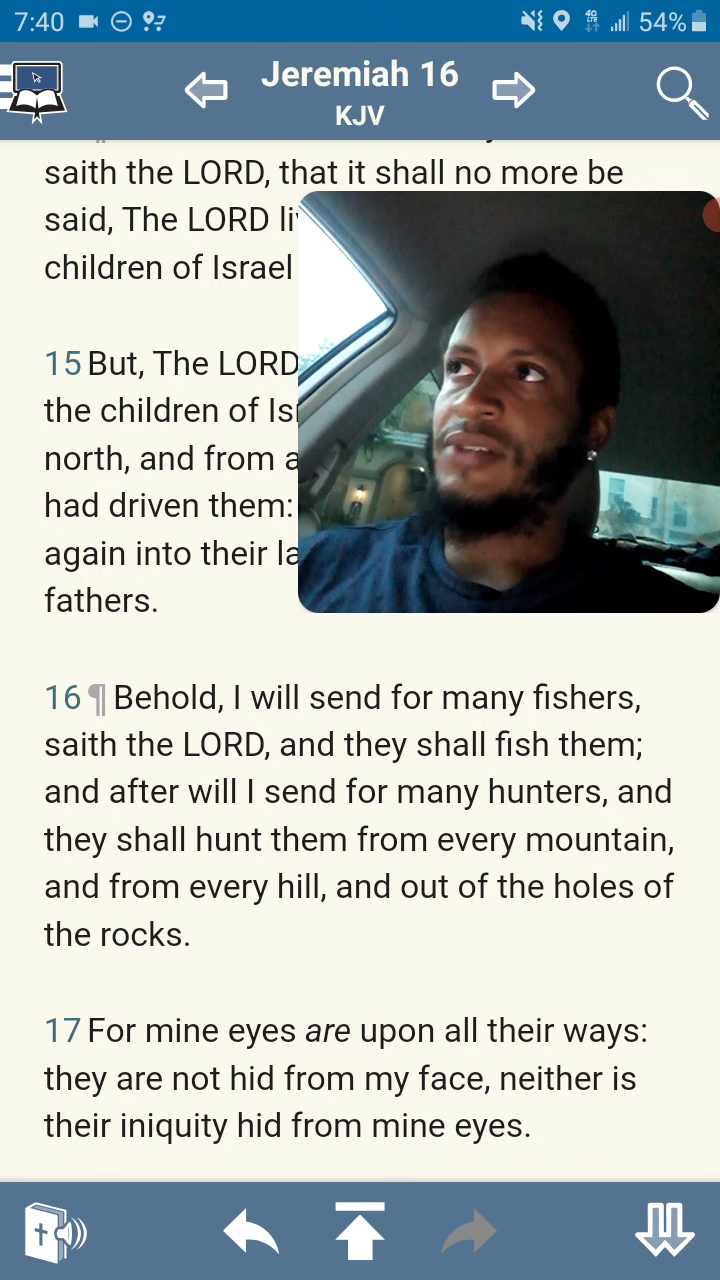 7:40
4G
LTE
54%
Jeremiah 16
KJV
saith the LORD, that it shall no more be
said, The LORD
children of Israel
15 But, The LORD
the children of
north, and from
had driven them:
again into their
fathers.
16 ¶ Behold, I will send for many fishers,
saith the LORD, and they shall fish them;
and after will I send for many hunters, and
they shall hunt them from every mountain,
and from every hill, and out of the holes of
the rocks.
17 For mine eyes are upon all their ways:
they are not hid from my face, neither is
their iniquity hid from mine eyes.